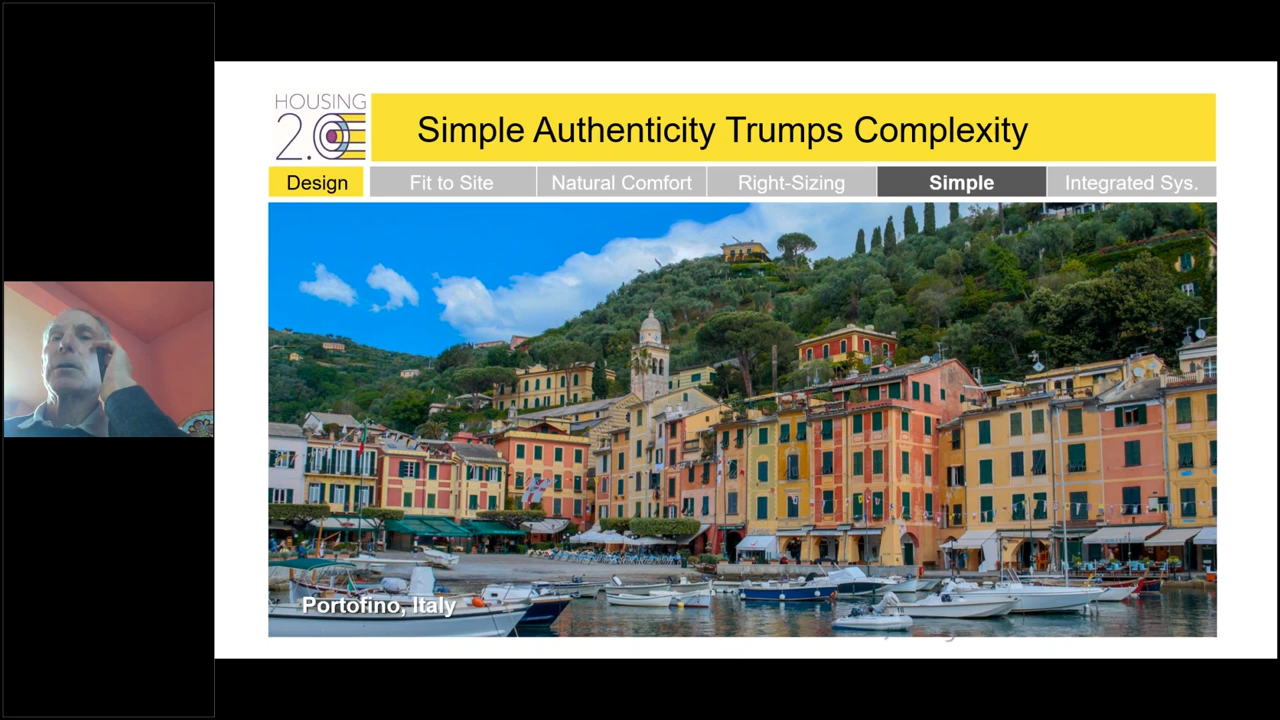 HOUSING
2.0
Simple Authenticity Trumps Complexity
Design
Fit to Site
Natural Comfort
Right-Sizing
Simple
Integrated Sys.
Portofino, Italy